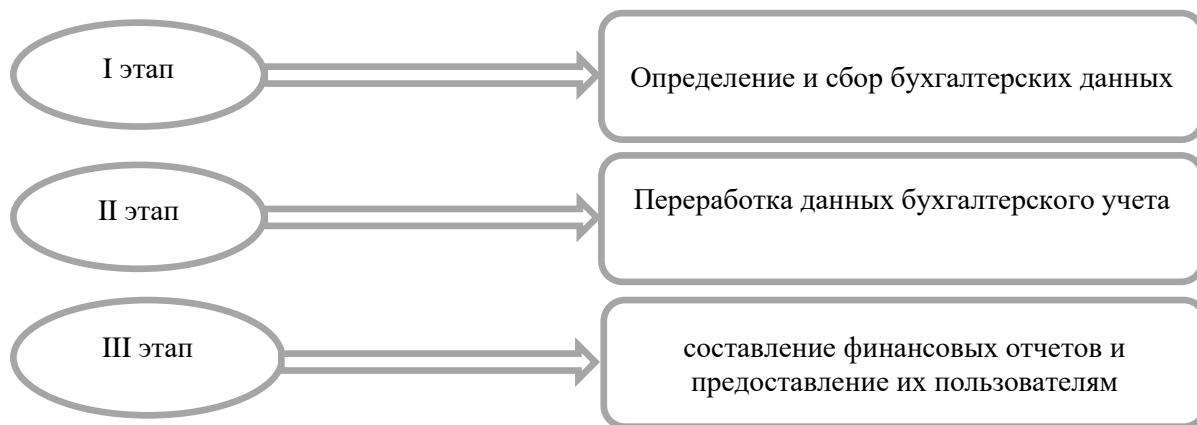 I этап
Определение и сбор бухгалтерских данных
II этап
Переработка данных бухгалтерского учета
III этап
составление финансовых отчетов и
предоставление их пользователям